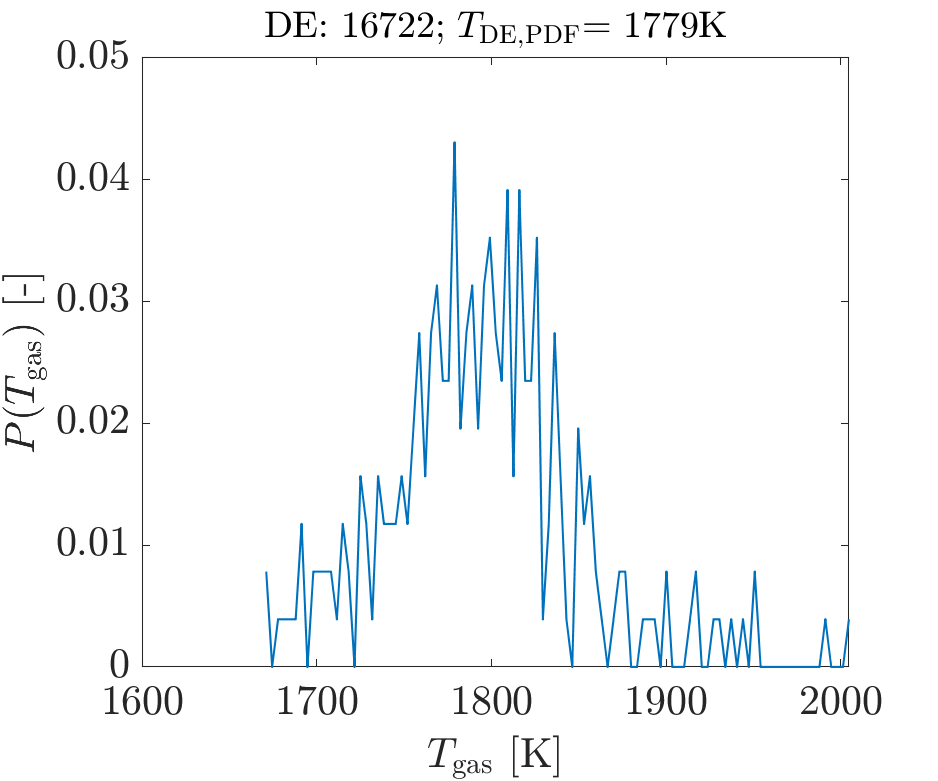 DE: 16722; T_DE,PDF= 1779K
0.05
0.04
0.03
0.02
0.01
0
P(T_gas) [-]
1600 1700 1800 1900 2000
T_gas [K]